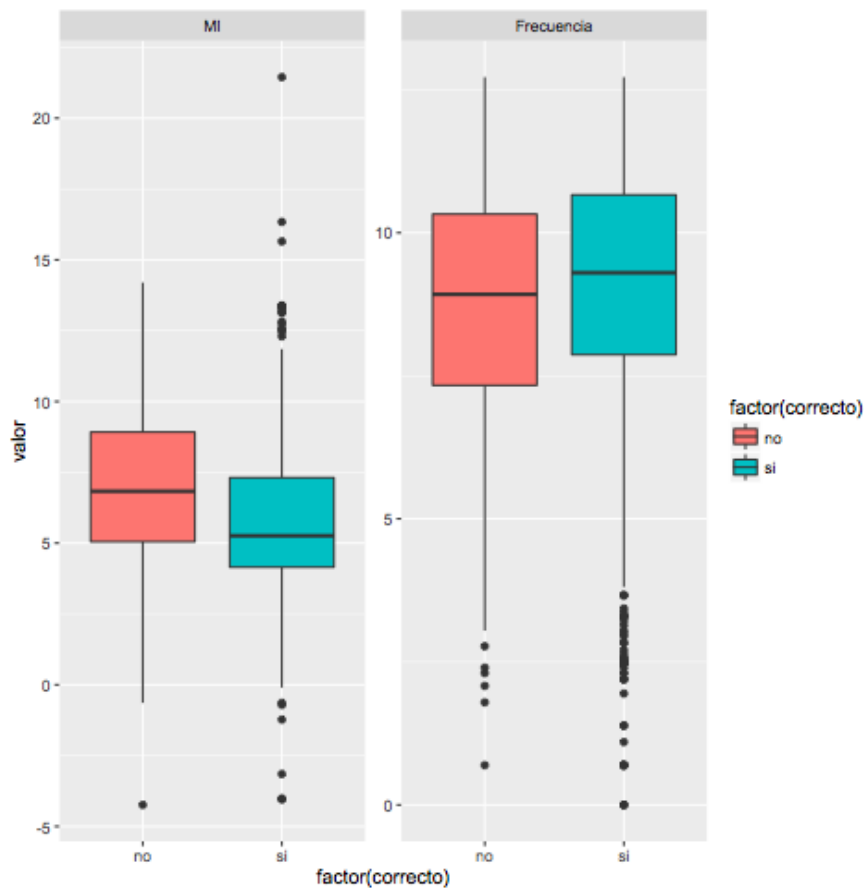 MI
Frecuencia
valor
20
15
10
5
0
-5
10
5
0
no
si
no
si
factor(correcto)
factor(correcto)
no
si